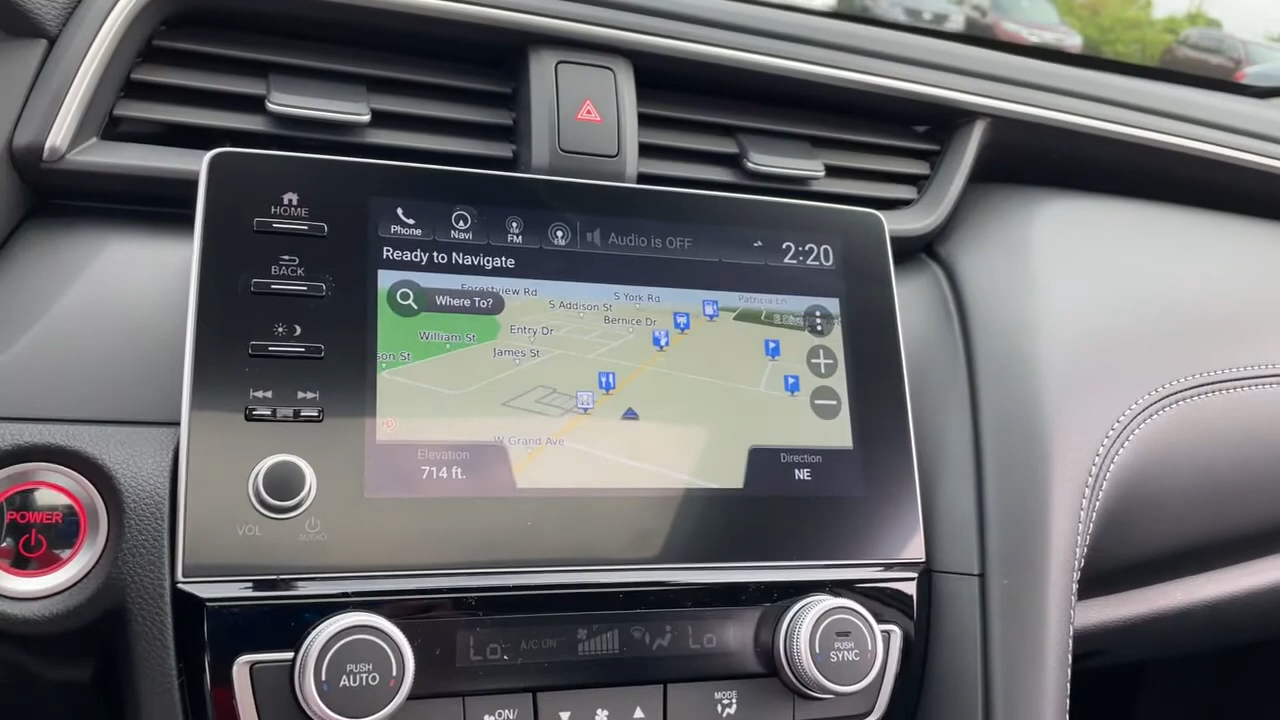 HOME
BACK
VOL
AUDIO
POWER
Phone
Navi
FM
Audio is OFF
2:20
Ready to Navigate
Where To?
Forestview Rd
S Addison St
S York Rd
Patricia Ln
Bernice Dr
William St
Entry Dr
son St
James St
W Grand Ave
Elevation
714 ft.
Direction
NE
PUSH
AUTO
Lo
A/C ON
Lo
PUSH
SYNC
ON/
MODE